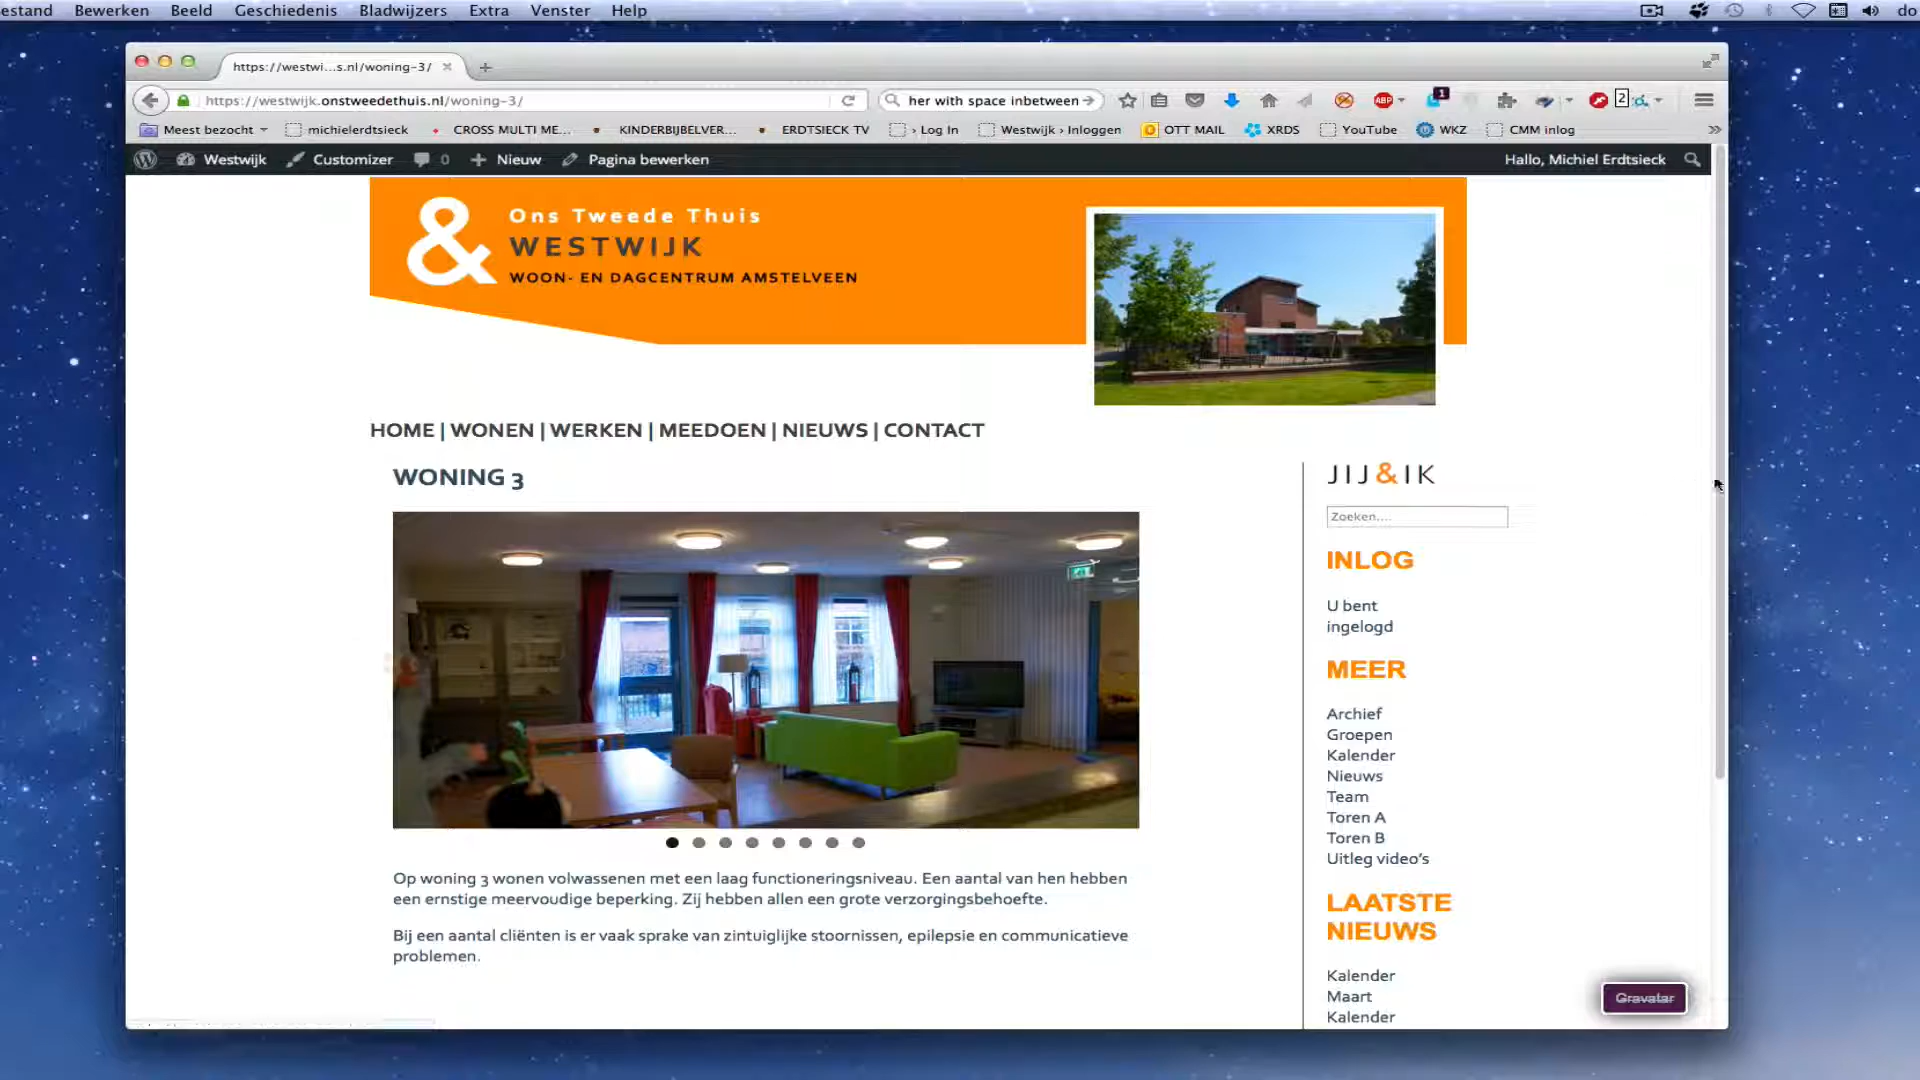 estand Bewerken Beeld Geschiedenis Bladwijzers Extra Venster Help do
https://westwi...s.nl/woning-3/
https://westwijk.onstweedethuis.nl/woning-3/ her with space inbetween ABP 1 2
Meest bezocht michielerdtsieck CROSS MULTI ME... KINDERBIJBELVER... ERDTSIECK TV › Log In Westwijk › Inloggen OTT MAIL XRDS YouTube WKZ CMM inlog
Westwijk Customizer 0 Nieuw Pagina bewerken Hallo, Michiel Erdtsieck
& Ons Tweede Thuis
WESTWIJK
WOON- EN DAGCENTRUM AMSTELVEEN
HOME | WONEN | WERKEN | MEEDOEN | NIEUWS | CONTACT
WONING 3
Op woning 3 wonen volwassenen met een laag functioneringsniveau. Een aantal van hen hebben
een ernstige meervoudige beperking. Zij hebben allen een grote verzorgingsbehoefte.
Bij een aantal cliënten is er vaak sprake van zintuiglijke stoornissen, epilepsie en communicatieve
problemen.
JIJ&IK
Zoeken....
INLOG
U bent
ingelogd
MEER
Archief
Groepen
Kalender
Nieuws
Team
Toren A
Toren B
Uitleg video's
LAATSTE
NIEUWS
Kalender
Maart
Kalender
Gravatar